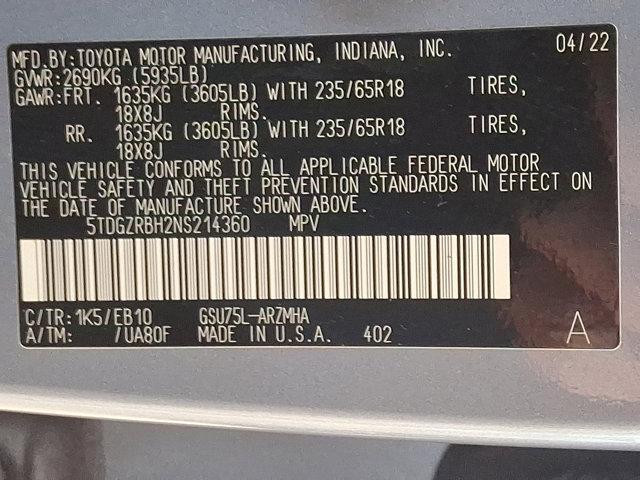 MFD.BY:TOYOTA MOTOR MANUFACTURING, INDIANA, INC. 04/22
GVWR:2690KG (5935LB)
GAWR:FRT. 1635KG (3605LB) WITH 235/65R18 TIRES,
18X8J RIMS.
RR. 1635KG (3605LB) WITH 235/65R18 TIRES,
18X8J RIMS.
THIS VEHICLE CONFORMS TO ALL APPLICABLE FEDERAL MOTOR
VEHICLE SAFETY AND THEFT PREVENTION STANDARDS IN EFFECT ON
THE DATE OF MANUFACTURE SHOWN ABOVE.
5TDGZRBH2NS214360 MPV
C/TR:1K5/EB10 GSU75L-ARZMHA
A/TM: /UA80F MADE IN U.S.A. 402 A